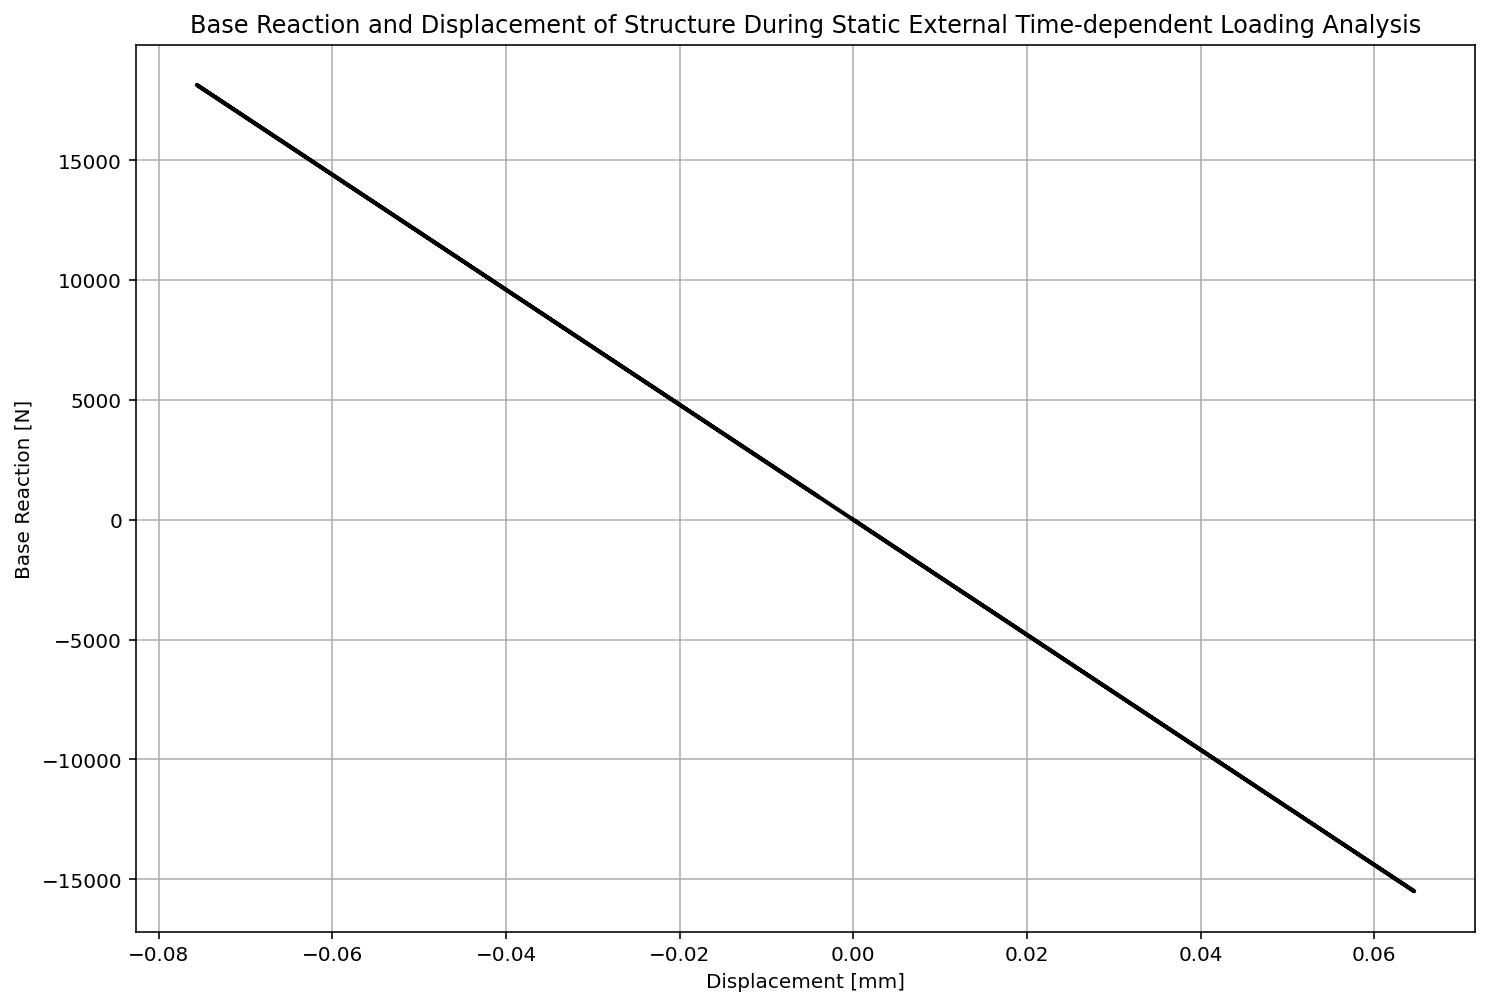 Base Reaction and Displacement of Structure During Static External Time-dependent Loading Analysis
15000
10000
5000
0
−5000
−10000
−15000
Base Reaction [N]
−0.08 −0.06 −0.04 −0.02 0.00 0.02 0.04 0.06
Displacement [mm]